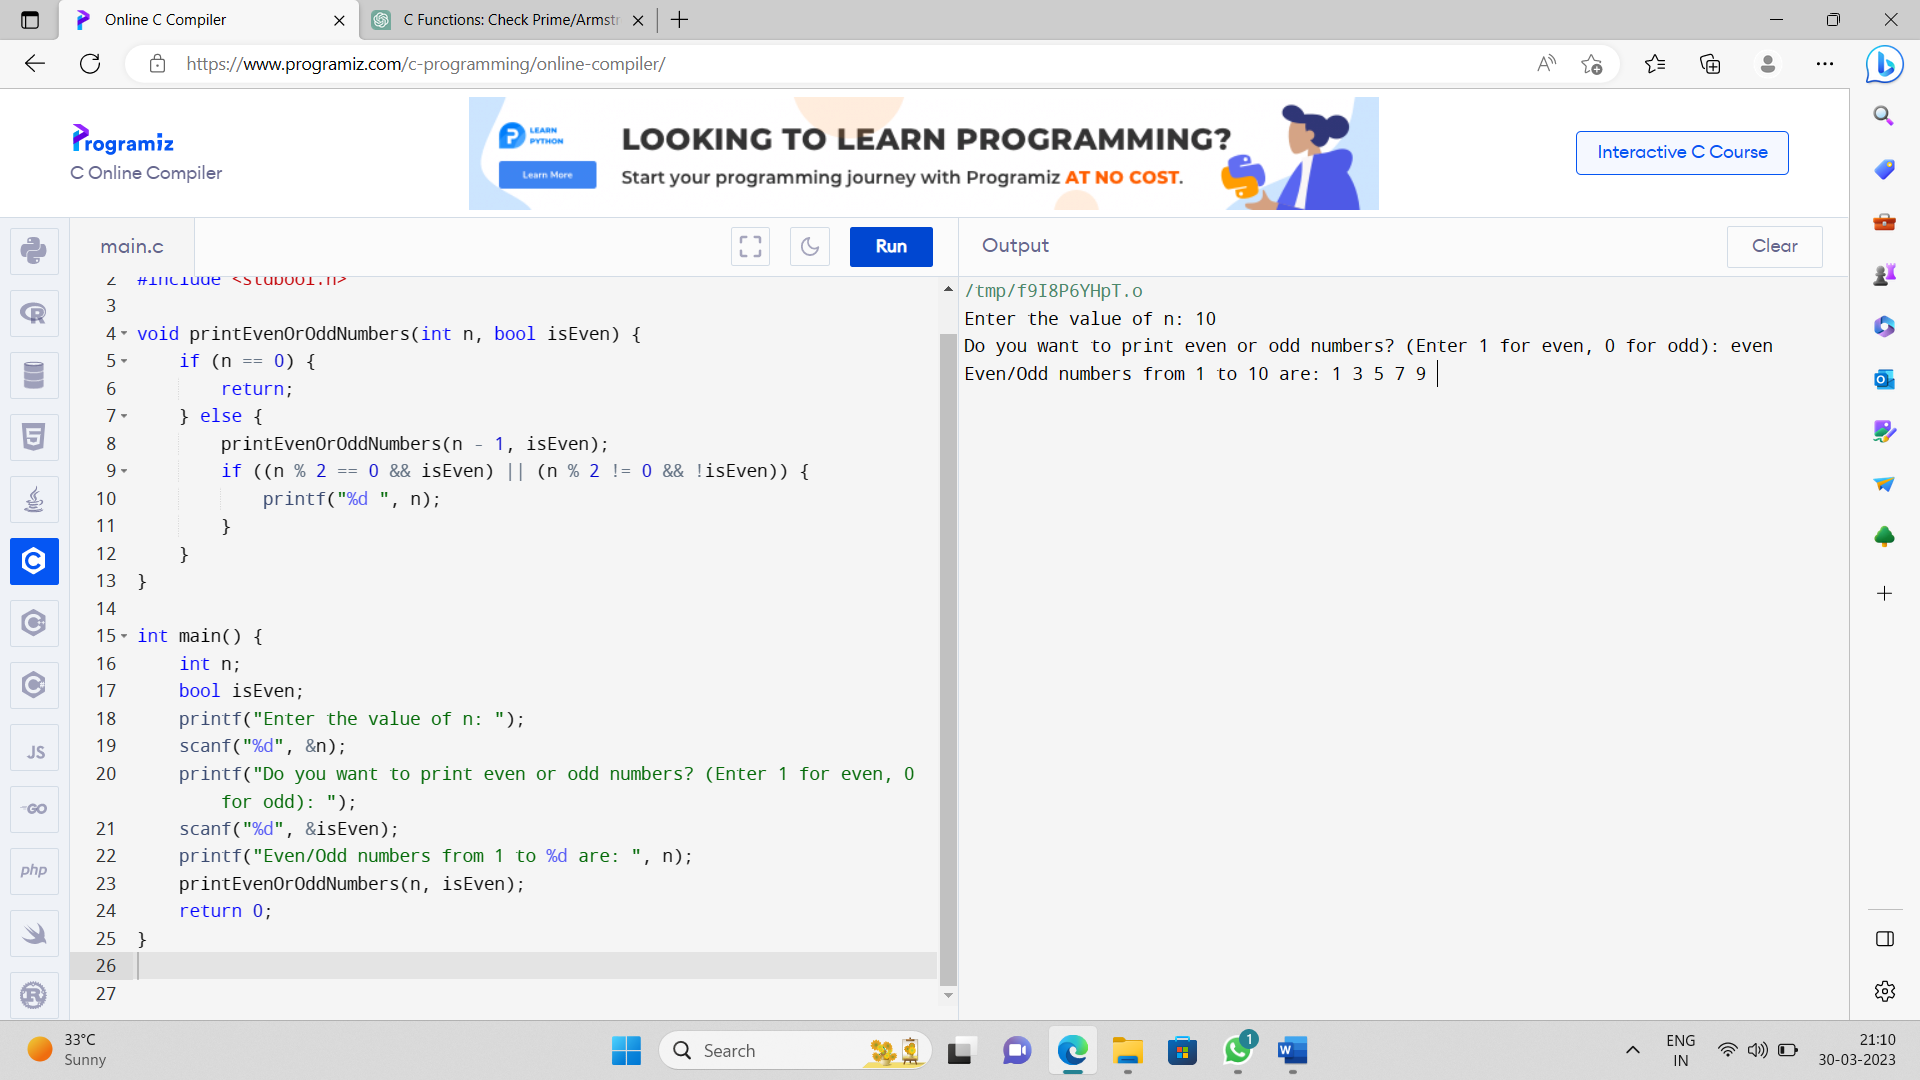 Online C Compiler
C Functions: Check Prime/Armstr
https://www.programiz.com/c-programming/online-compiler/
Programiz
C Online Compiler
LEARN PYTHON
Learn More
LOOKING TO LEARN PROGRAMMING?
Start your programming journey with Programiz AT NO COST.
Interactive C Course
main.c
Run
Output
Clear
2 #include <stdbool.h>
3
4 void printEvenOrOddNumbers(int n, bool isEven) {
5     if (n == 0) {
6         return;
7     } else {
8         printEvenOrOddNumbers(n - 1, isEven);
9         if ((n % 2 == 0 && isEven) || (n % 2 != 0 && !isEven)) {
10             printf("%d ", n);
11         }
12     }
13 }
14
15 int main() {
16     int n;
17     bool isEven;
18     printf("Enter the value of n: ");
19     scanf("%d", &n);
20     printf("Do you want to print even or odd numbers? (Enter 1 for even, 0
for odd): ");
21     scanf("%d", &isEven);
22     printf("Even/Odd numbers from 1 to %d are: ", n);
23     printEvenOrOddNumbers(n, isEven);
24     return 0;
25 }
26
27
/tmp/f9I8P6YHpT.o
Enter the value of n: 10
Do you want to print even or odd numbers? (Enter 1 for even, 0 for odd): even
Even/Odd numbers from 1 to 10 are: 1 3 5 7 9
JS
GO
php
33°C
Sunny
Search
1
ENG
IN
21:10
30-03-2023